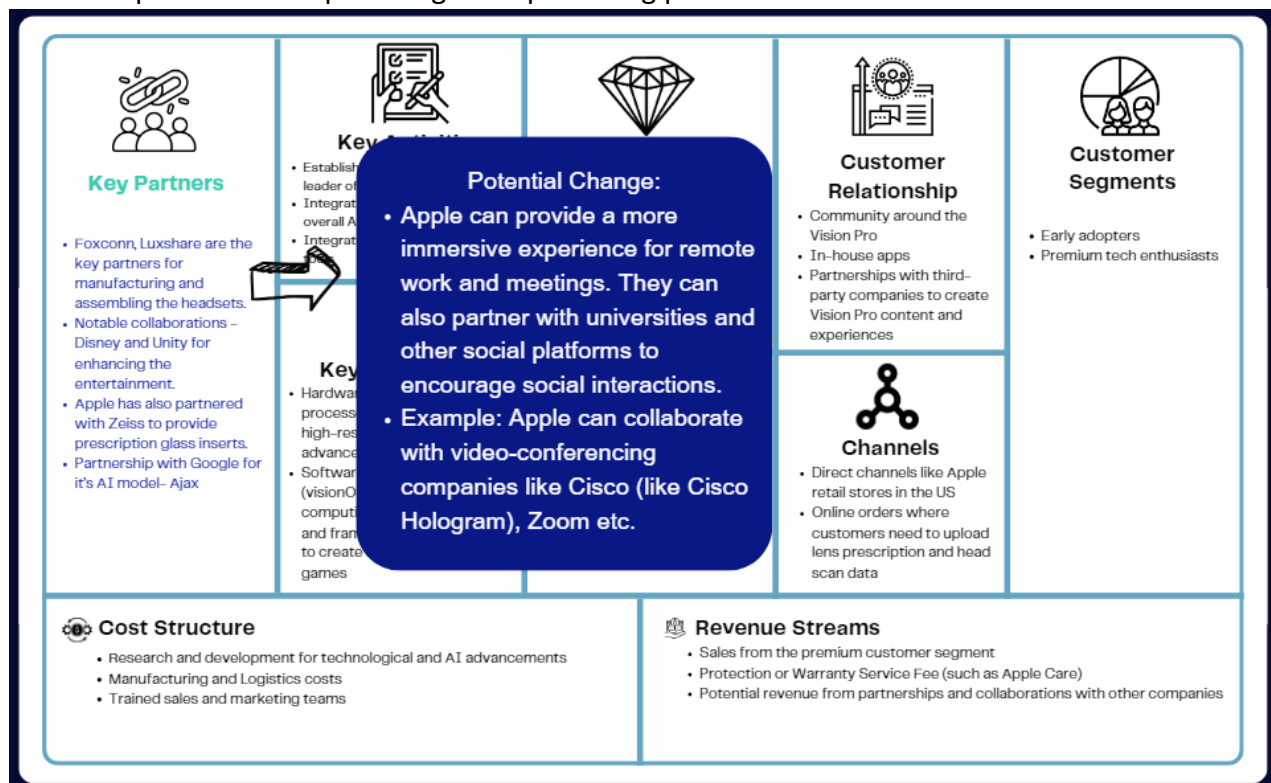 Key Partners
• Foxconn, Luxshare are the
key partners for
manufacturing and
assembling the headsets.
• Notable collaborations -
Disney and Unity for
enhancing the
entertainment.
• Apple has also partnered
with Zeiss to provide
prescription glass inserts.
• Partnership with Google for
it's AI model- Ajax
Key
• Establish
leader of
• Integrat
overall A
• Integrat
Key
• Hardwar
process
high-res
advance
• Softwar
(visionO
computi
and fran
to create
games
Potential Change:
• Apple can provide a more
immersive experience for remote
work and meetings. They can
also partner with universities and
other social platforms to
encourage social interactions.
• Example: Apple can collaborate
with video-conferencing
companies like Cisco (like Cisco
Hologram), Zoom etc.
Customer
Relationship
• Community around the
Vision Pro
• In-house apps
• Partnerships with third-
party companies to create
Vision Pro content and
experiences
Channels
• Direct channels like Apple
retail stores in the US
• Online orders where
customers need to upload
lens prescription and head
scan data
Customer
Segments
• Early adopters
• Premium tech enthusiasts
Cost Structure
• Research and development for technological and AI advancements
• Manufacturing and Logistics costs
• Trained sales and marketing teams
Revenue Streams
• Sales from the premium customer segment
• Protection or Warranty Service Fee (such as Apple Care)
• Potential revenue from partnerships and collaborations with other companies